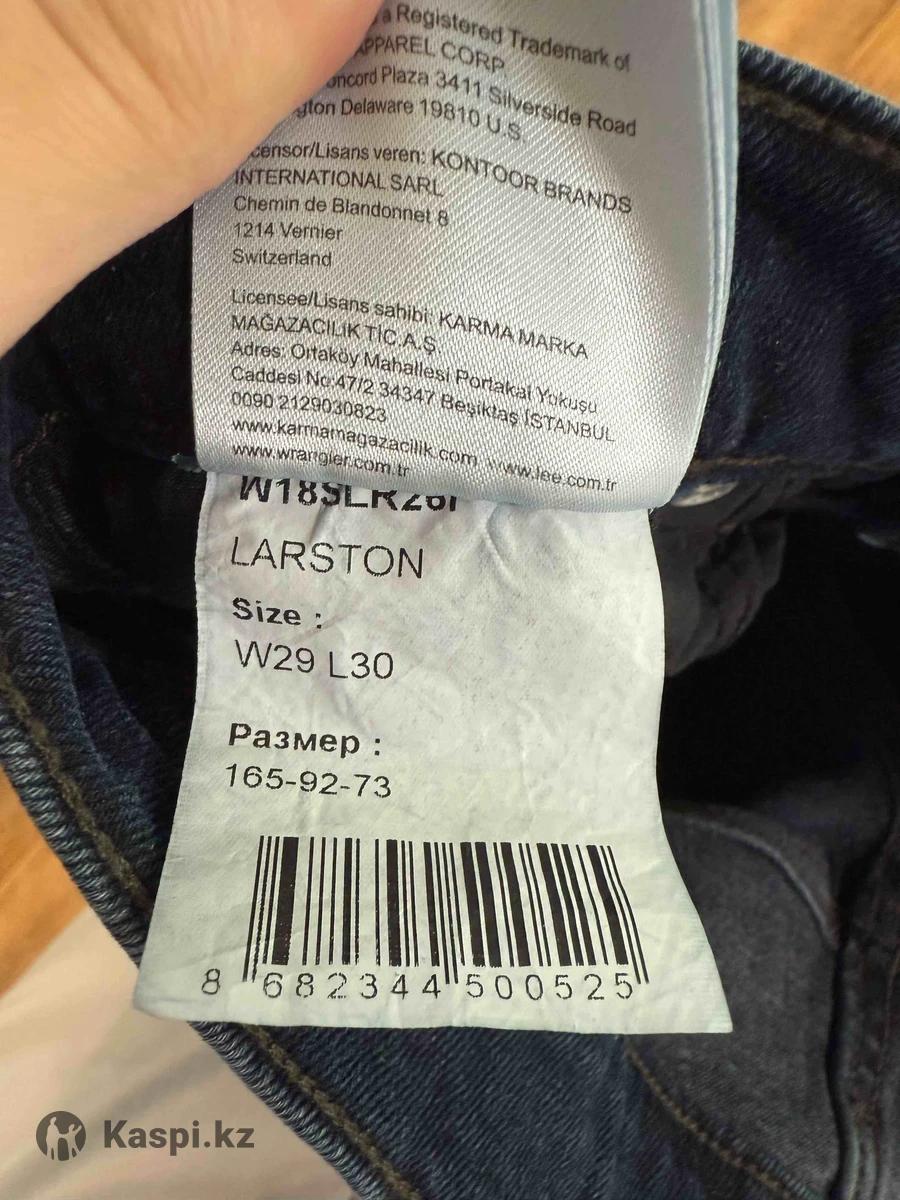 a Registered Trademark of
APPAREL CORP.
Plaza 3411 Silverside Road
Delaware 19810 U.S.
Licensor/Lisans veren: KONTOOR BRANDS
INTERNATIONAL SARL
Chemin de Blandonnet 8
1214 Vernier
Switzerland
Licensee/Lisans sahibi: KARMA MARKA
MAĞAZACILIK TİC.A.Ş.
Adres: Ortaköy Mahallesi Portakal Yokuşu
Caddesi No:47/2 34347 Beşiktaş İSTANBUL
0090 2129030823
www.karmamagazacilik.com www.lee.com.tr
www.wrangler.com.tr
LARSTON
Size :
W29 L30
Размер :
165-92-73
8 682344 500525
Kaspi.kz